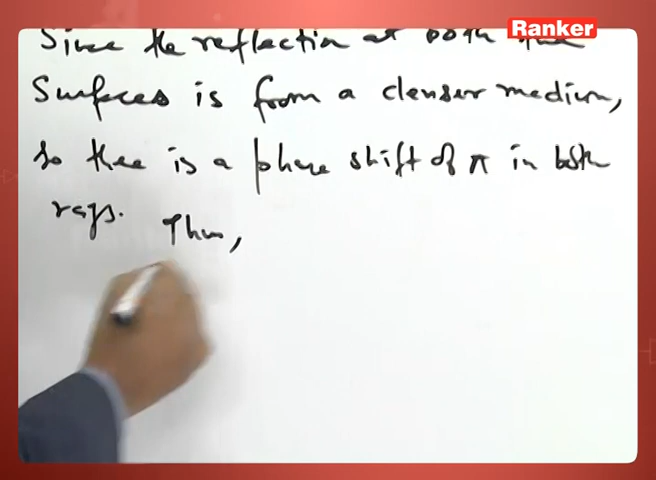 Ranker
Since the reflection at both the
Surfaces is from a denser medium,
So there is a phase shift of π in both
rays. Thus,